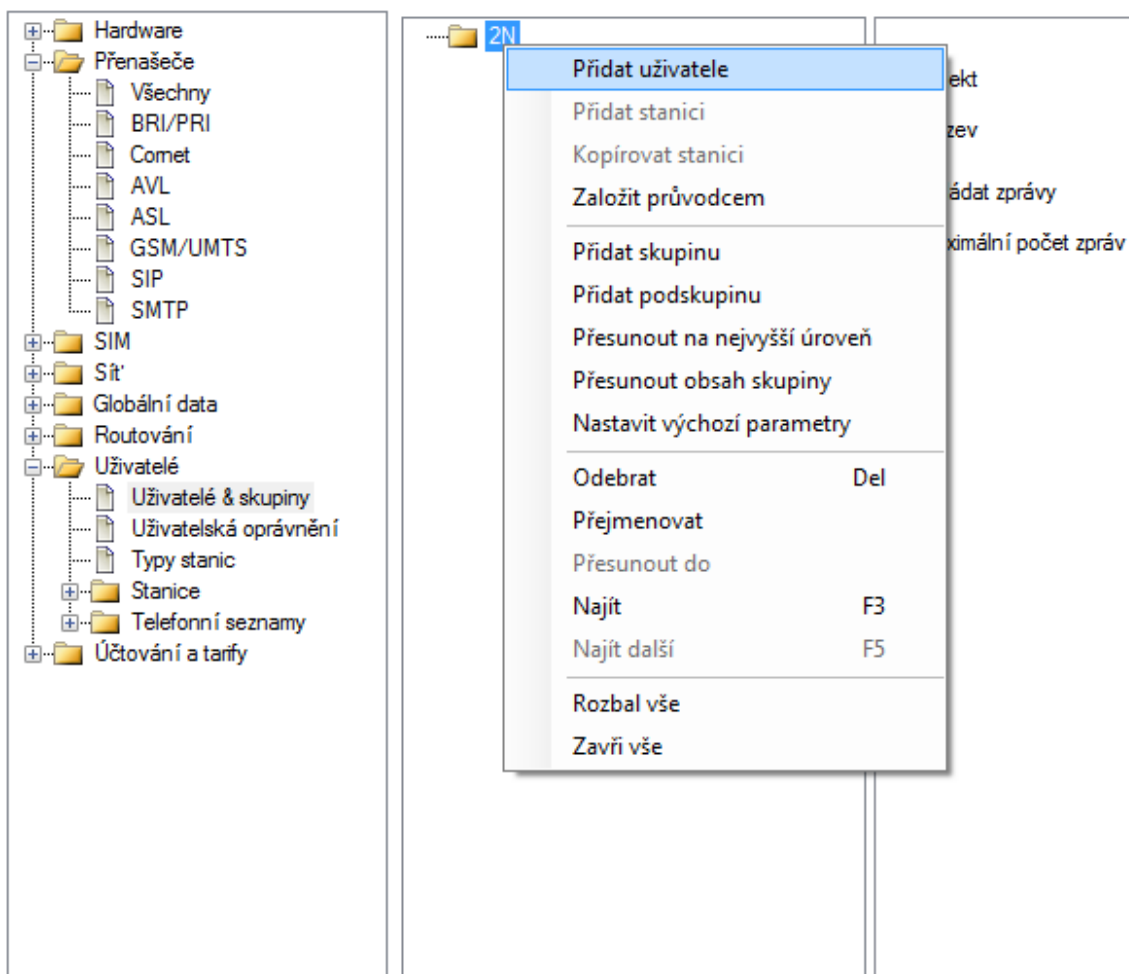 Hardware
Přenašeče
Všechny
BRI/PRI
Comet
AVL
ASL
GSM/UMTS
SIP
SMTP
SIM
Síť
Globální data
Routování
Uživatelé
Uživatelé & skupiny
Uživatelská oprávnění
Typy stanic
Stanice
Telefonní seznamy
Účtování a tarify
2N
Přidat uživatele
Přidat stanici
Kopírovat stanici
Založit průvodcem
Přidat skupinu
Přidat podskupinu
Přesunout na nejvyšší úroveň
Přesunout obsah skupiny
Nastavit výchozí parametry
Odebrat Del
Přejmenovat
Přesunout do
Najít F3
Najít další F5
Rozbal vše
Zavři vše
ekt
zev
ádat zprávy
ximální počet zpráv